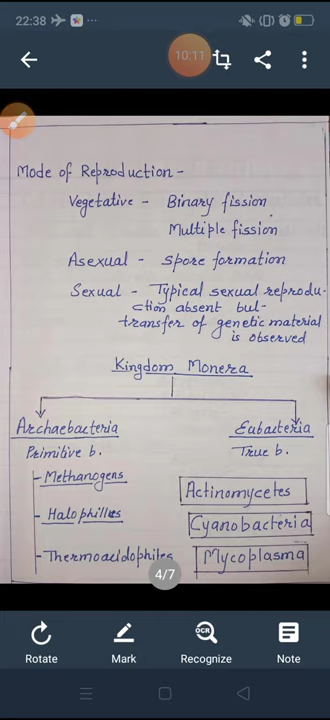 22:38
10:11
Mode of Reproduction -
Vegetative - Binary fission
Multiple fission
Asexual - Spore formation
Sexual - Typical sexual reprodu-
ction absent but
transfer of genetic material
is observed
Kingdom Monera
Archaebacteria
Eubacteria
Primitive b.
True b.
- Methanogens
Actinomycetes
- Halophilles
Cyanobacteria
- Thermoacidophiles
Mycoplasma
4/7
OCR
Rotate
Mark
Recognize
Note